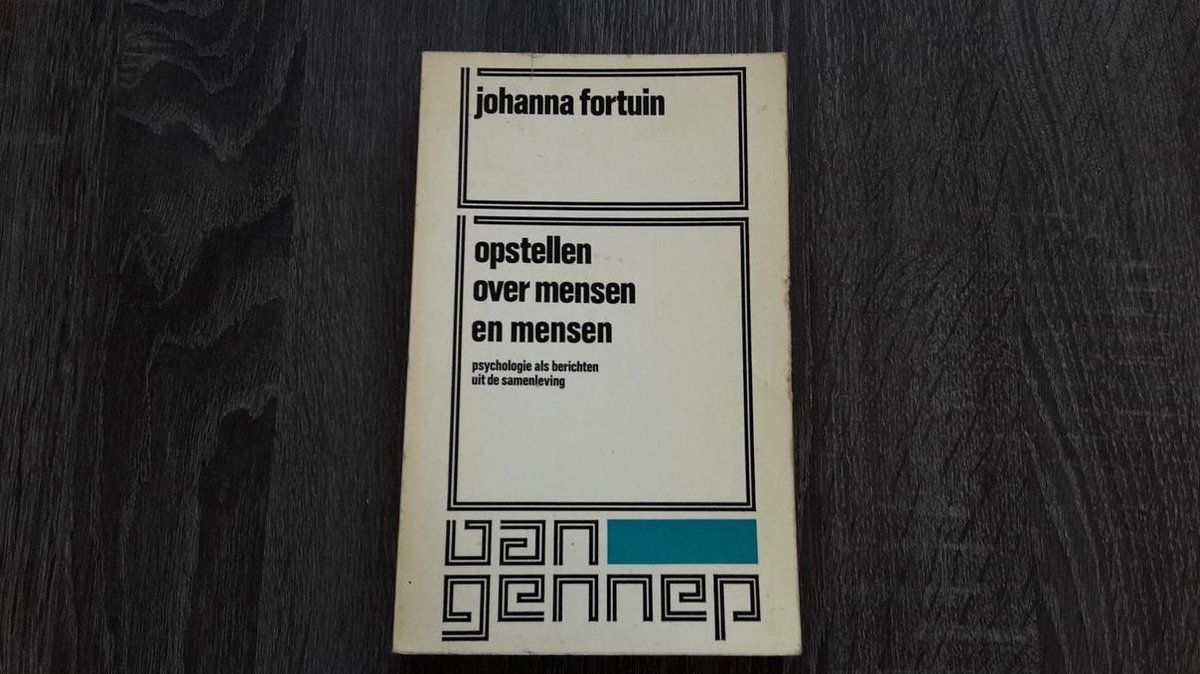 johanna fortuin
opstellen
over mensen
en mensen
psychologie als berichten
uit de samenleving
van
gennep